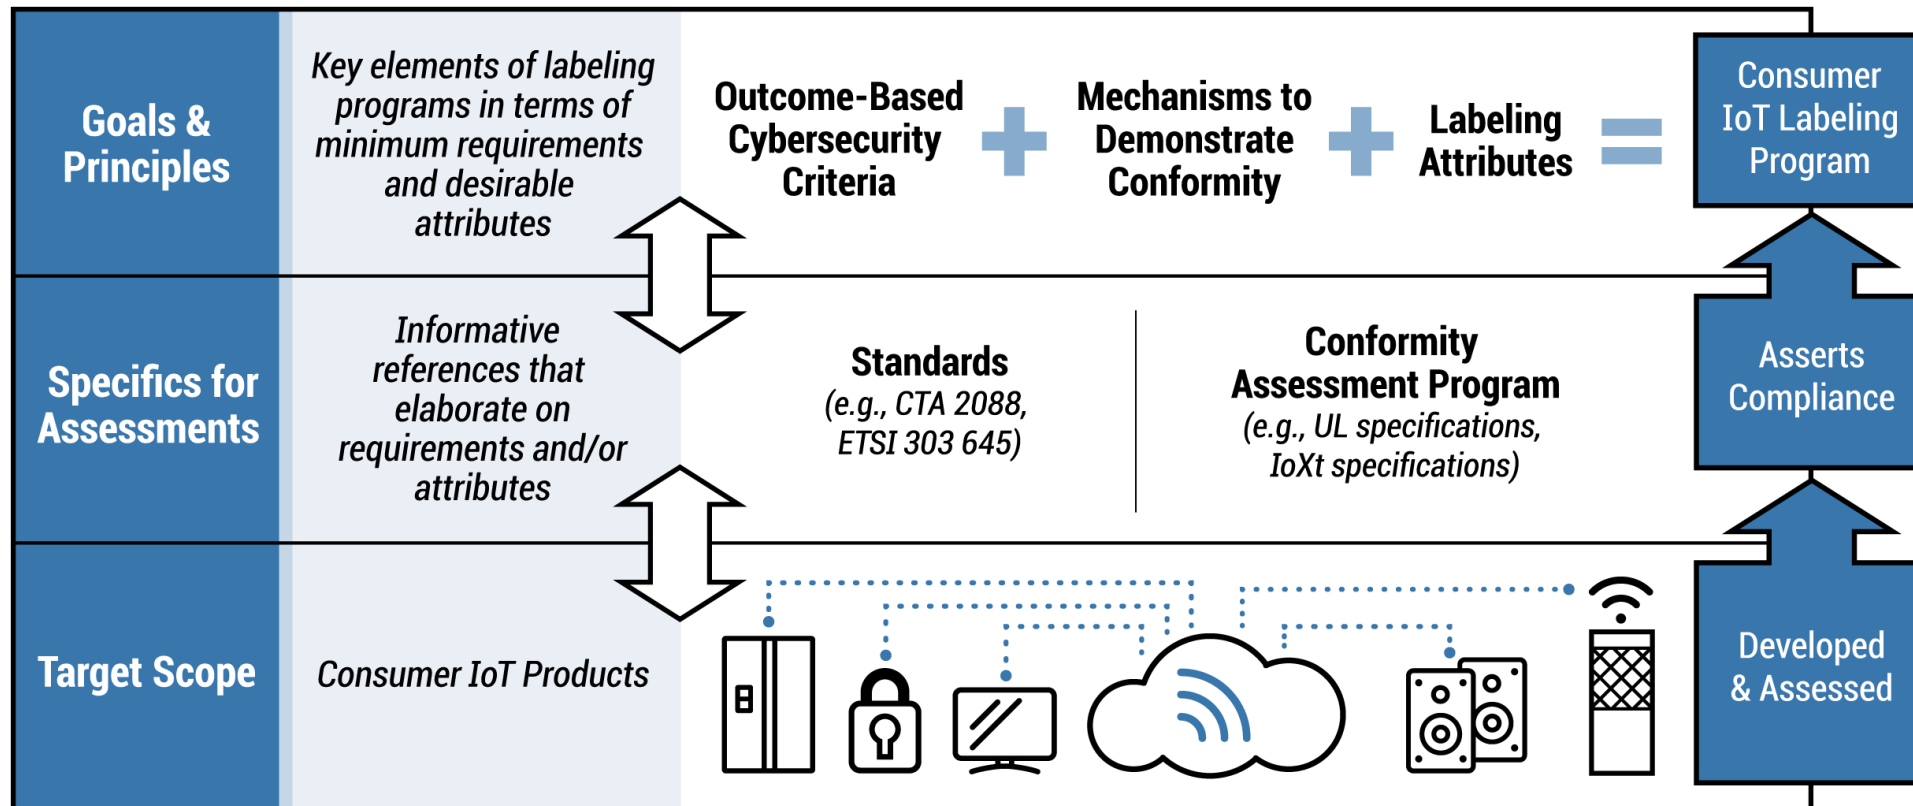 Goals &
Principles
Key elements of labeling
programs in terms of
minimum requirements
and desirable
attributes
Outcome-Based
Cybersecurity
Criteria
+
Mechanisms to
Demonstrate
Conformity
+
Labeling
Attributes
=
Consumer
IoT Labeling
Program
Specifics for
Assessments
Informative
references that
elaborate on
requirements and/or
attributes
Standards
(e.g., CTA 2088,
ETSI 303 645)
Conformity
Assessment Program
(e.g., UL specifications,
IoXt specifications)
Asserts
Compliance
Target Scope
Consumer IoT Products
Developed
& Assessed